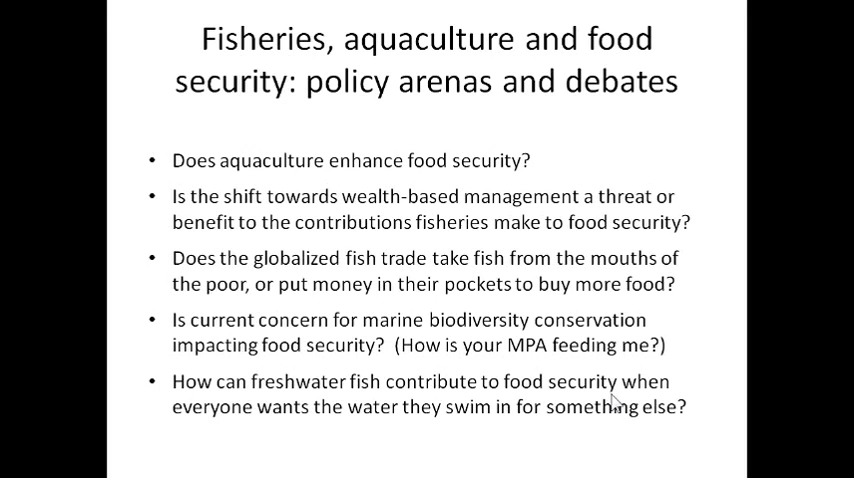 Fisheries, aquaculture and food
security: policy arenas and debates
• Does aquaculture enhance food security?
• Is the shift towards wealth-based management a threat or
benefit to the contributions fisheries make to food security?
• Does the globalized fish trade take fish from the mouths of
the poor, or put money in their pockets to buy more food?
• Is current concern for marine biodiversity conservation
impacting food security?  (How is your MPA feeding me?)
• How can freshwater fish contribute to food security when
everyone wants the water they swim in for something else?